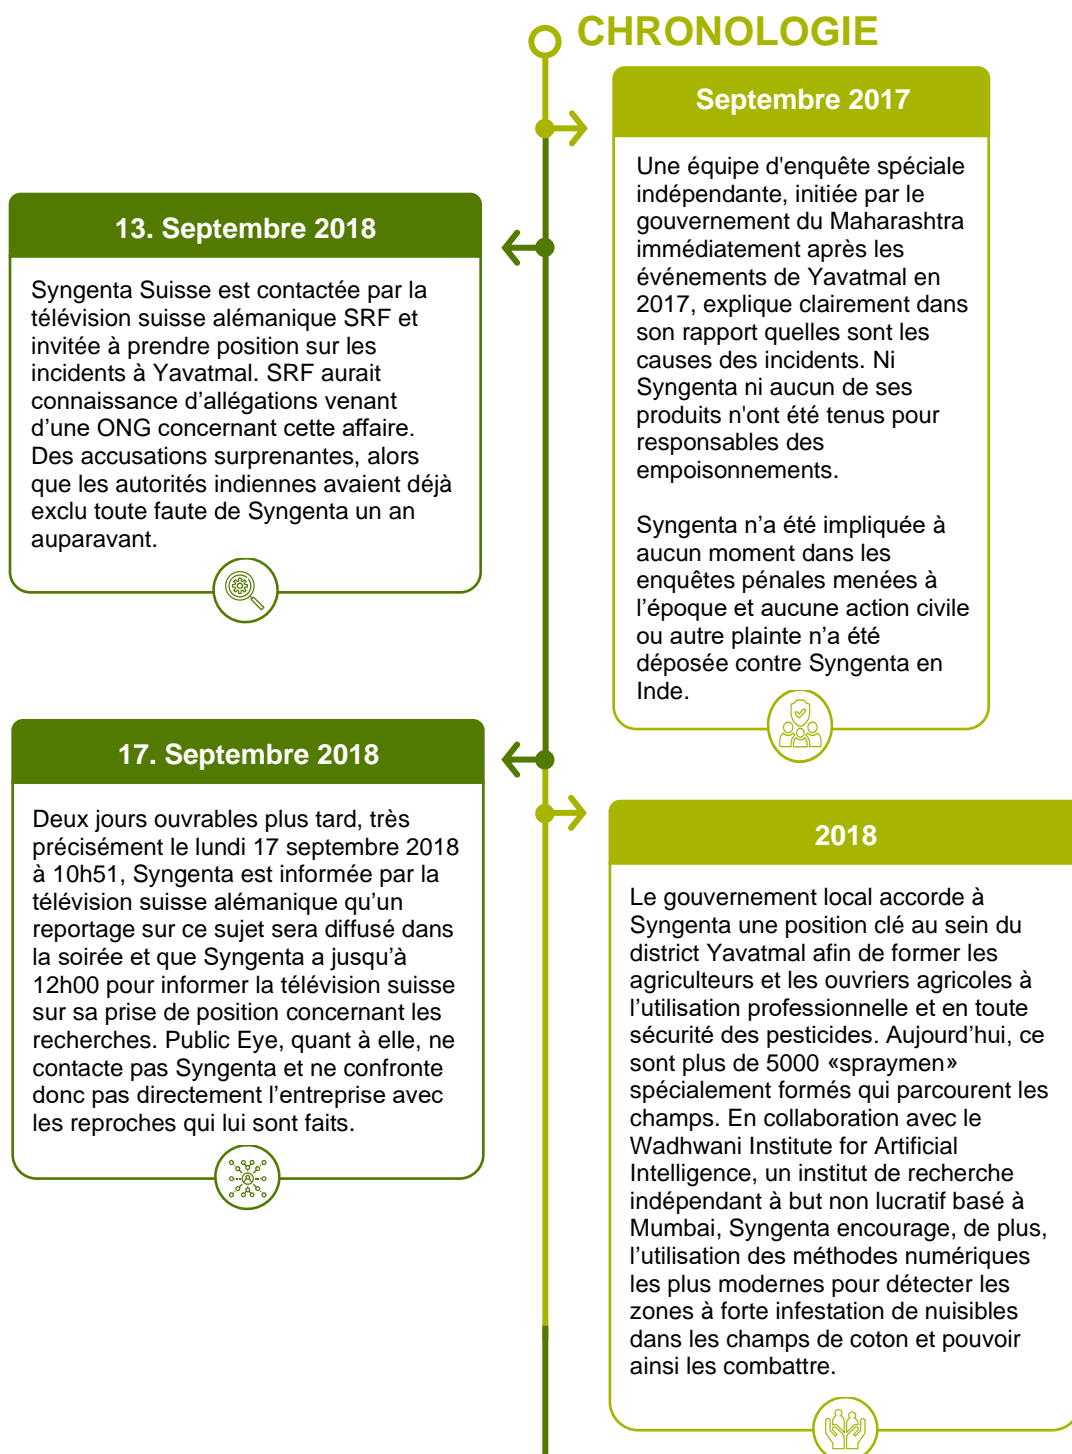 CHRONOLOGIE
Septembre 2017
Une équipe d'enquête spéciale
indépendante, initiée par le
gouvernement du Maharashtra
immédiatement après les
événements de Yavatmal en
2017, explique clairement dans
son rapport quelles sont les
causes des incidents. Ni
Syngenta ni aucun de ses
produits n'ont été tenus pour
responsables des
empoisonnements.
Syngenta n’a été impliquée à
aucun moment dans les
enquêtes pénales menées à
l’époque et aucune action civile
ou autre plainte n’a été
déposée contre Syngenta en
Inde.
13. Septembre 2018
Syngenta Suisse est contactée par la
télévision suisse alémanique SRF et
invitée à prendre position sur les
incidents à Yavatmal. SRF aurait
connaissance d’allégations venant
d’une ONG concernant cette affaire.
Des accusations surprenantes, alors
que les autorités indiennes avaient déjà
exclu toute faute de Syngenta un an
auparavant.
17. Septembre 2018
Deux jours ouvrables plus tard, très
précisément le lundi 17 septembre 2018
à 10h51, Syngenta est informée par la
télévision suisse alémanique qu’un
reportage sur ce sujet sera diffusé dans
la soirée et que Syngenta a jusqu’à
12h00 pour informer la télévision suisse
sur sa prise de position concernant les
recherches. Public Eye, quant à elle, ne
contacte pas Syngenta et ne confronte
donc pas directement l’entreprise avec
les reproches qui lui sont faits.
2018
Le gouvernement local accorde à
Syngenta une position clé au sein du
district Yavatmal afin de former les
agriculteurs et les ouvriers agricoles à
l’utilisation professionnelle et en toute
sécurité des pesticides. Aujourd’hui, ce
sont plus de 5000 «spraymen»
spécialement formés qui parcourent les
champs. En collaboration avec le
Wadhwani Institute for Artificial
Intelligence, un institut de recherche
indépendant à but non lucratif basé à
Mumbai, Syngenta encourage, de plus,
l’utilisation des méthodes numériques
les plus modernes pour détecter les
zones à forte infestation de nuisibles
dans les champs de coton et pouvoir
ainsi les combattre.